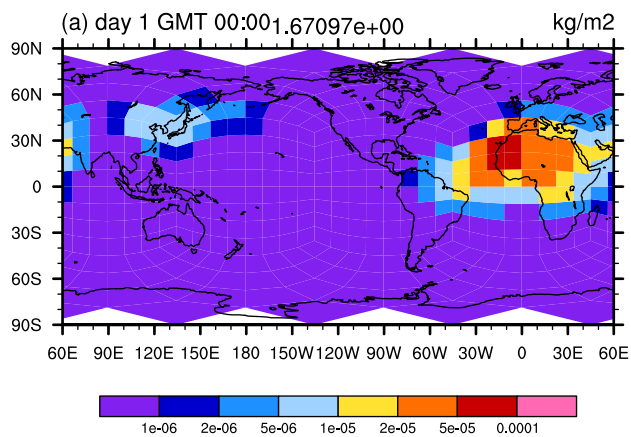 (a) day 1 GMT 00:00 1.67097e+00 kg/m2
90N
60N
30N
0
30S
60S
90S
60E 90E 120E 150E 180 150W 120W 90W 60W 30W 0 30E 60E
1e-06 2e-06 5e-06 1e-05 2e-05 5e-05 0.0001